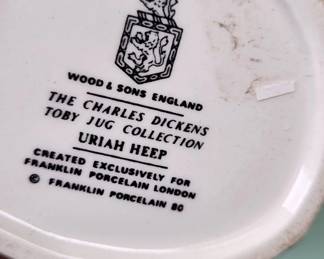 WOOD & SONS ENGLAND
THE CHARLES DICKENS
TOBY JUG COLLECTION
URIAH HEEP
CREATED EXCLUSIVELY FOR
FRANKLIN PORCELAIN LONDON
© FRANKLIN PORCELAIN 80